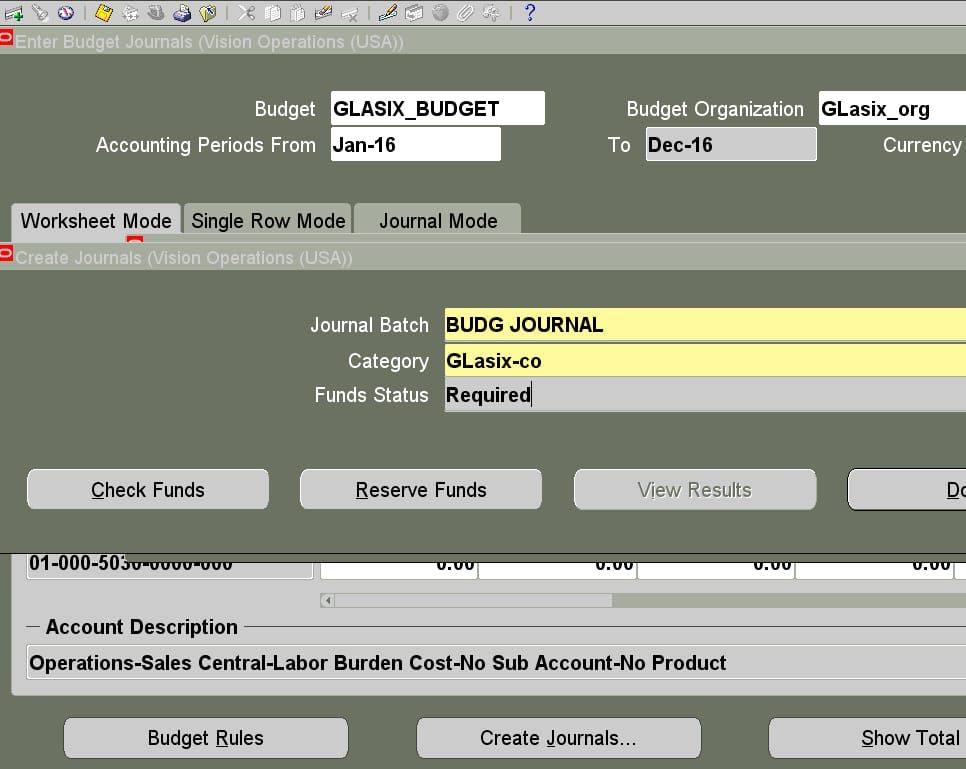 Enter Budget Journals (Vision Operations (USA))
Budget GLASIX_BUDGET Budget Organization GLasix_org
Accounting Periods From Jan-16 To Dec-16 Currency
Worksheet Mode Single Row Mode Journal Mode
Create Journals (Vision Operations (USA))
Journal Batch BUDG JOURNAL
Category GLasix-co
Funds Status Required
Check Funds Reserve Funds View Results Do
01-000-5030-0000-000 0.00 0.00 0.00 0.00
Account Description
Operations-Sales Central-Labor Burden Cost-No Sub Account-No Product
Budget Rules Create Journals... Show Total